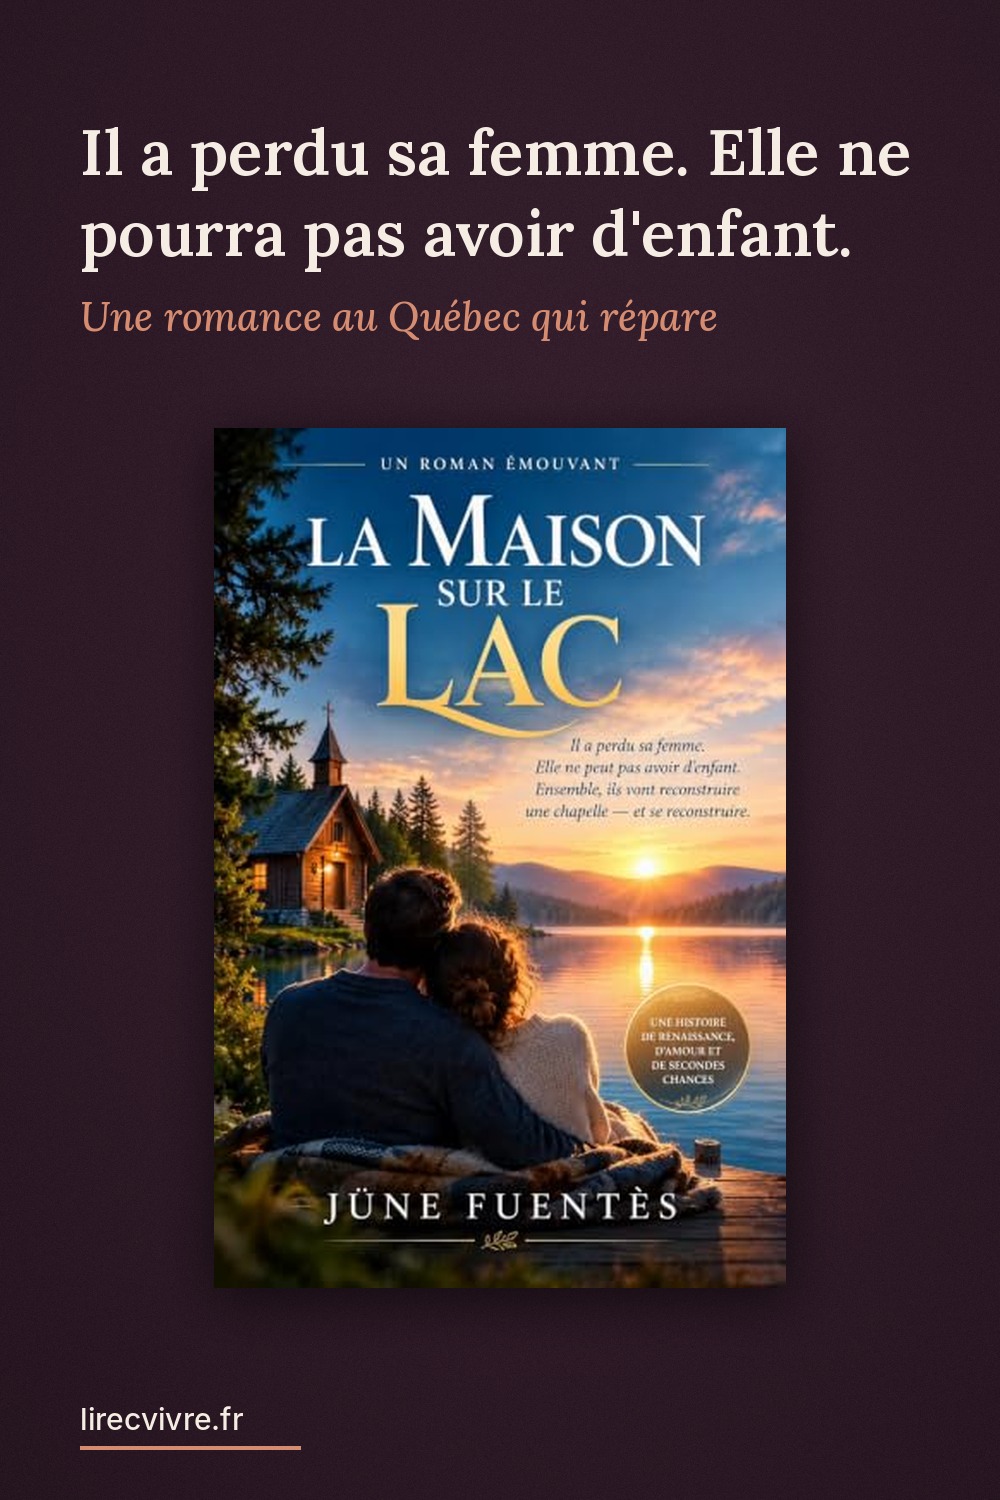 Il a perdu sa femme. Elle ne
pourra pas avoir d'enfant.
Une romance au Québec qui répare
UN ROMAN ÉMOUVANT
LA MAISON
SUR LE
LAC
Il a perdu sa femme.
Elle ne peut pas avoir d'enfant.
Ensemble, ils vont reconstruire
une chapelle — et se reconstruire.
UNE HISTOIRE
DE RENAISSANCE,
D'AMOUR ET
DE SECONDES
CHANCES
JÜNE FUENTÈS
lirecvivre.fr